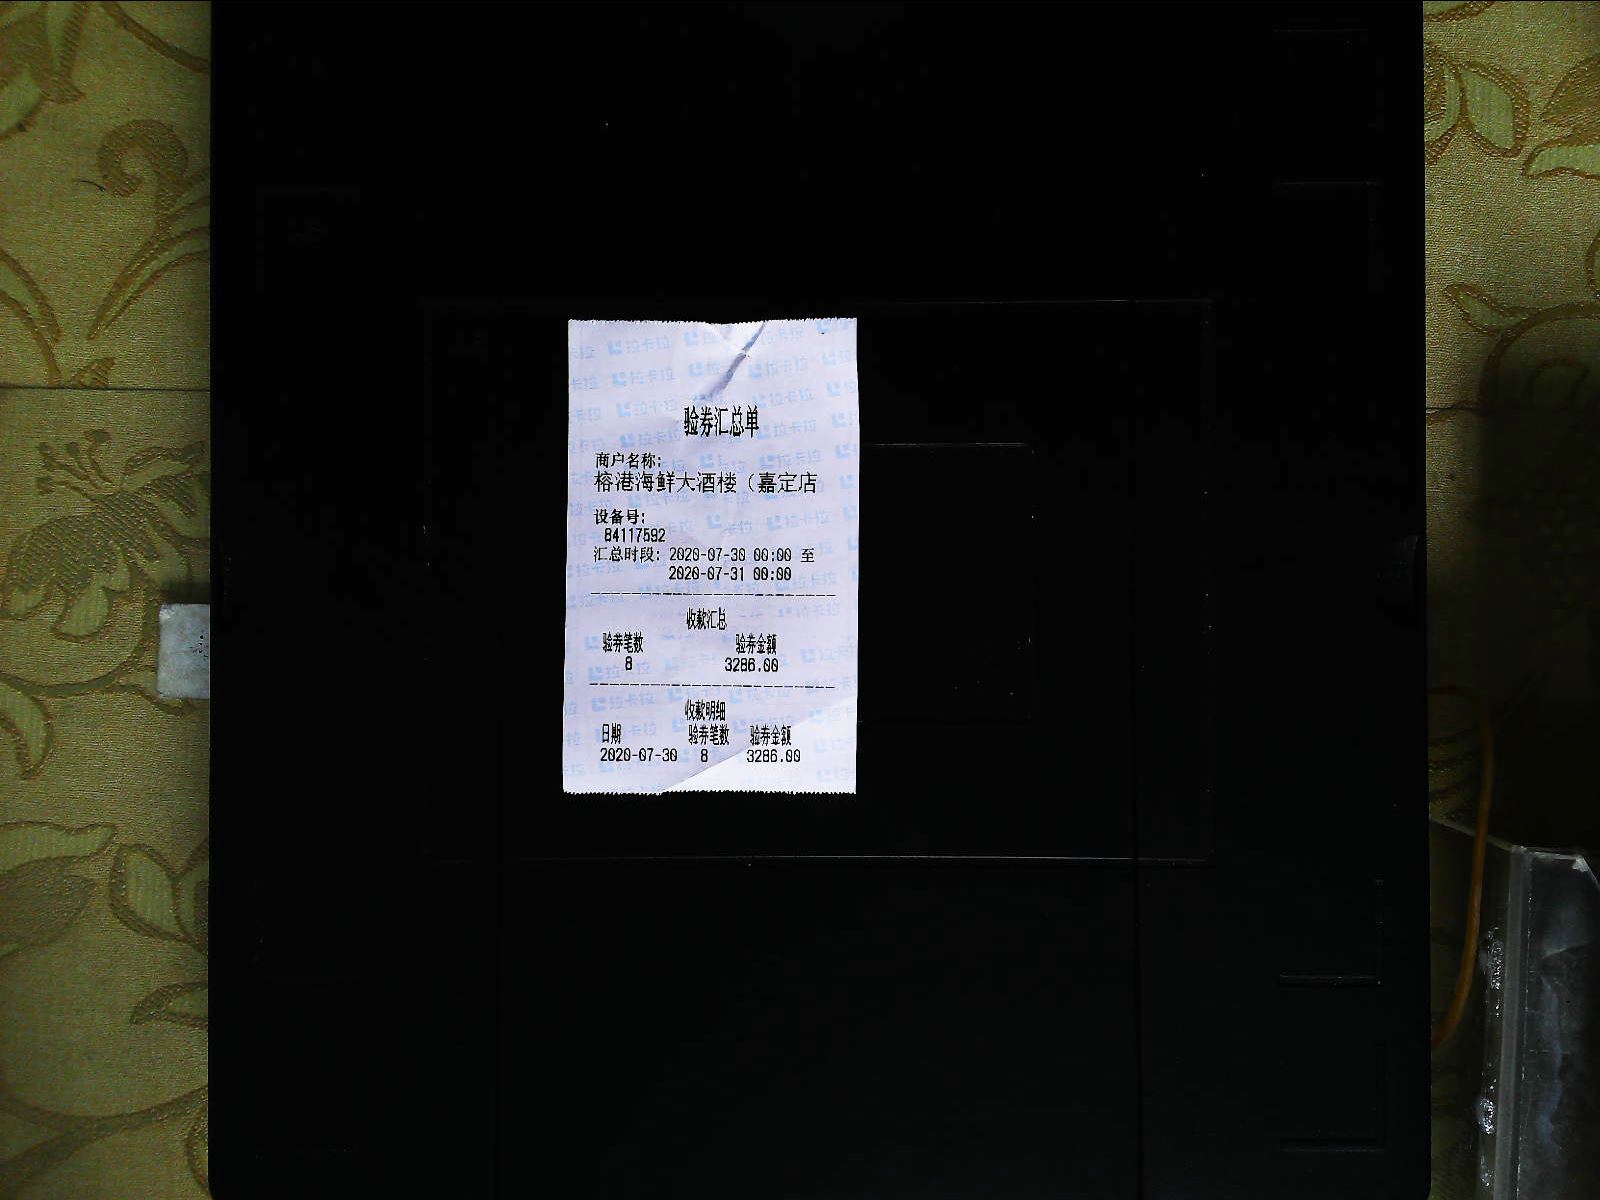 验券汇总单
商户名称:
榕港海鲜大酒楼（嘉定店
设备号:
84117592
汇总时段: 2020-07-30 00:00 至
2020-07-31 00:00
收款汇总
验券笔数 验券金额
8 3286.00
收款明细
日期 验券笔数 验券金额
2020-07-30 8 3286.00
拉卡拉